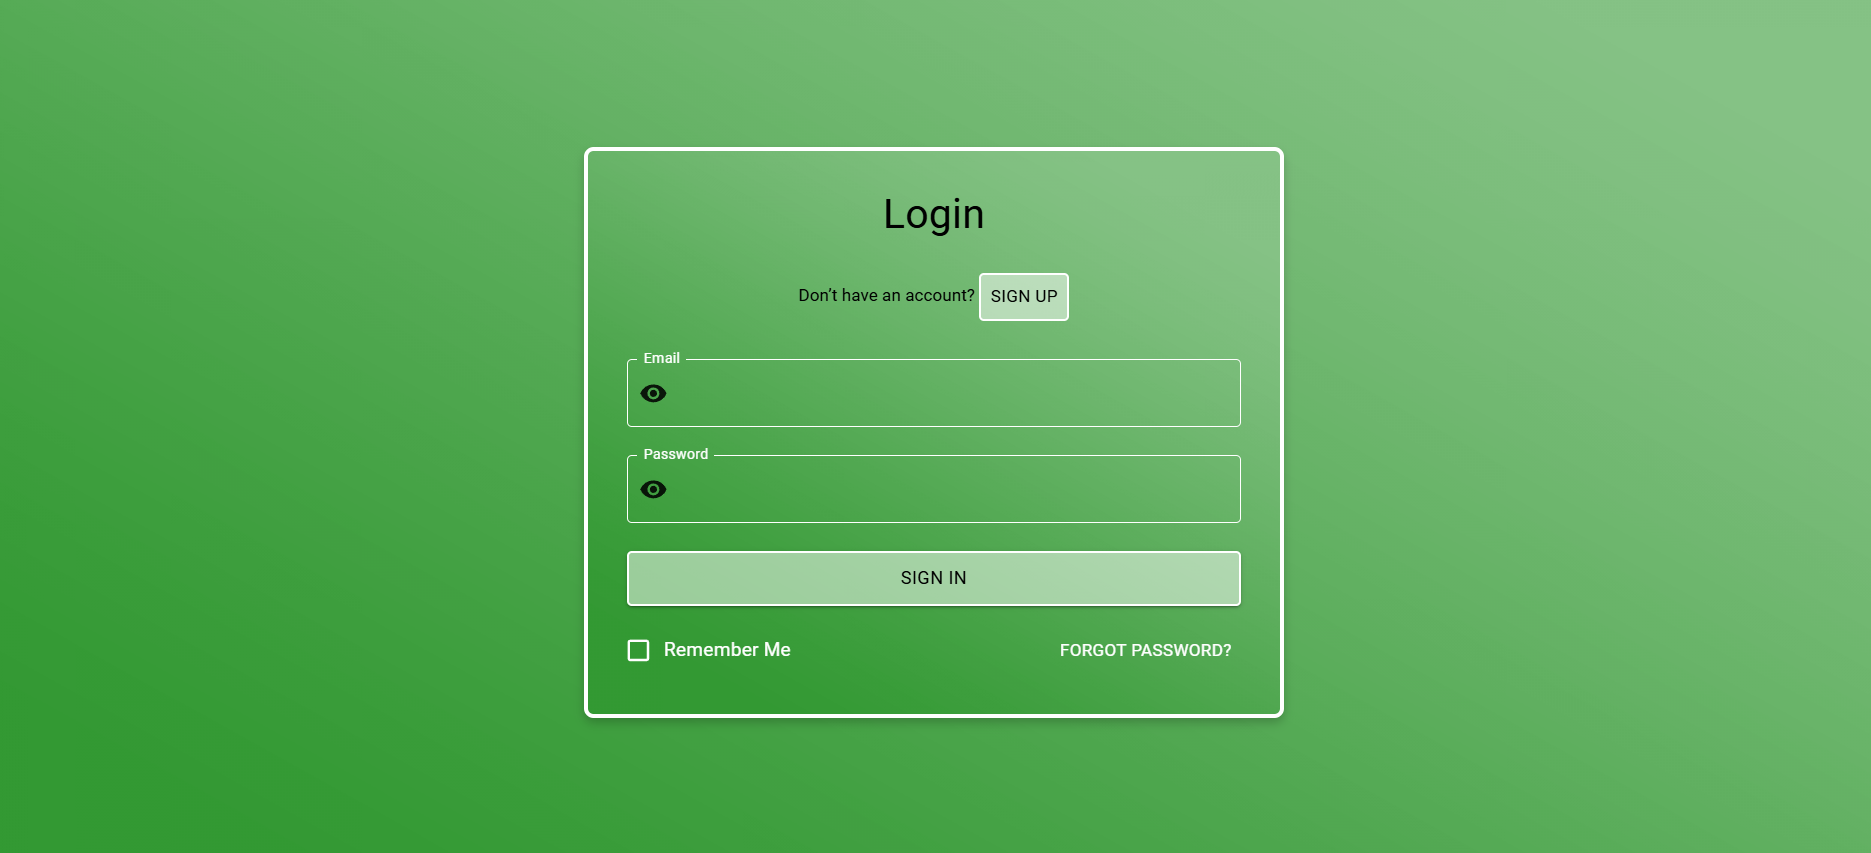 Login
Don’t have an account? SIGN UP
Email
Password
SIGN IN
Remember Me FORGOT PASSWORD?